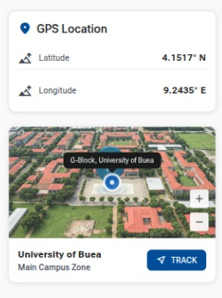 GPS Location
Latitude 4.1517° N
Longitude 9.2435° E
G-Block, University of Buea
+
−
University of Buea
Main Campus Zone
TRACK